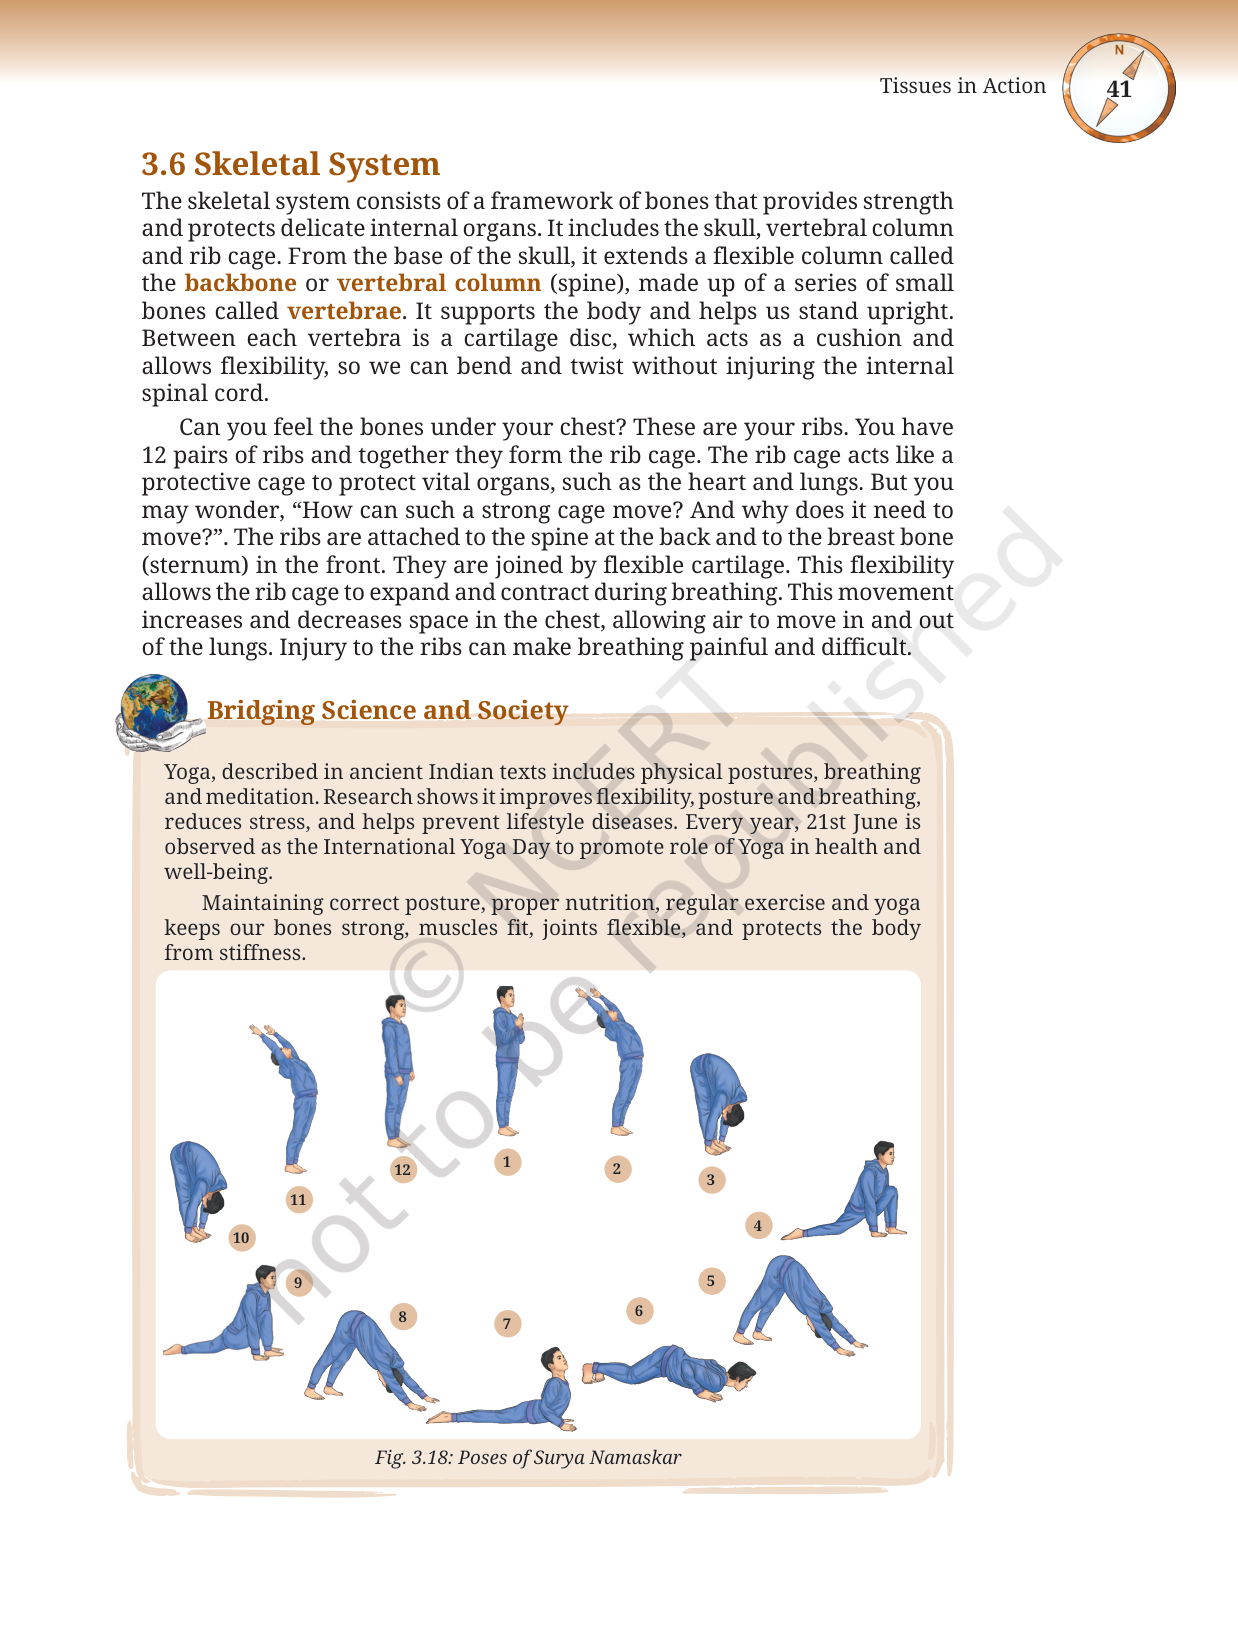 Tissues in Action
N
41
3.6 Skeletal System
The skeletal system consists of a framework of bones that provides strength
and protects delicate internal organs. It includes the skull, vertebral column
and rib cage. From the base of the skull, it extends a flexible column called
the backbone or vertebral column (spine), made up of a series of small
bones called vertebrae. It supports the body and helps us stand upright.
Between each vertebra is a cartilage disc, which acts as a cushion and
allows flexibility, so we can bend and twist without injuring the internal
spinal cord.
Can you feel the bones under your chest? These are your ribs. You have
12 pairs of ribs and together they form the rib cage. The rib cage acts like a
protective cage to protect vital organs, such as the heart and lungs. But you
may wonder, “How can such a strong cage move? And why does it need to
move?”. The ribs are attached to the spine at the back and to the breast bone
(sternum) in the front. They are joined by flexible cartilage. This flexibility
allows the rib cage to expand and contract during breathing. This movement
increases and decreases space in the chest, allowing air to move in and out
of the lungs. Injury to the ribs can make breathing painful and difficult.
Bridging Science and Society
Yoga, described in ancient Indian texts includes physical postures, breathing
and meditation. Research shows it improves flexibility, posture and breathing,
reduces stress, and helps prevent lifestyle diseases. Every year, 21st June is
observed as the International Yoga Day to promote role of Yoga in health and
well-being.
Maintaining correct posture, proper nutrition, regular exercise and yoga
keeps our bones strong, muscles fit, joints flexible, and protects the body
from stiffness.
1
2
3
4
5
6
7
8
9
10
11
12
Fig. 3.18: Poses of Surya Namaskar
© NCERT
not to be republished